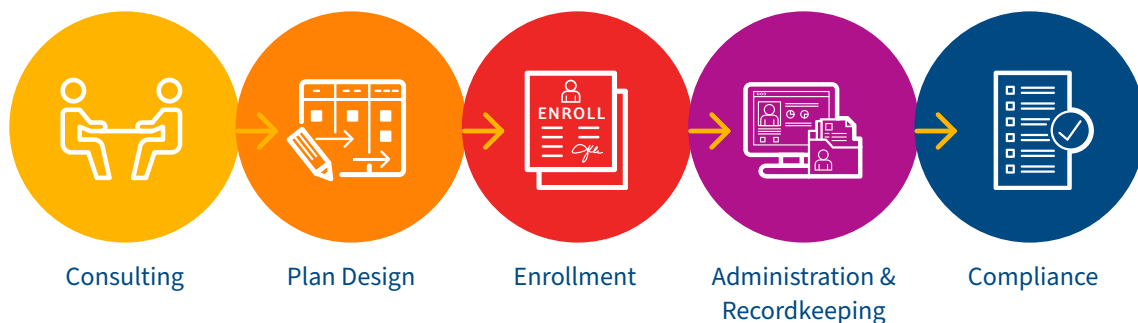 ENROLL
Consulting
Plan Design
Enrollment
Administration &
Recordkeeping
Compliance